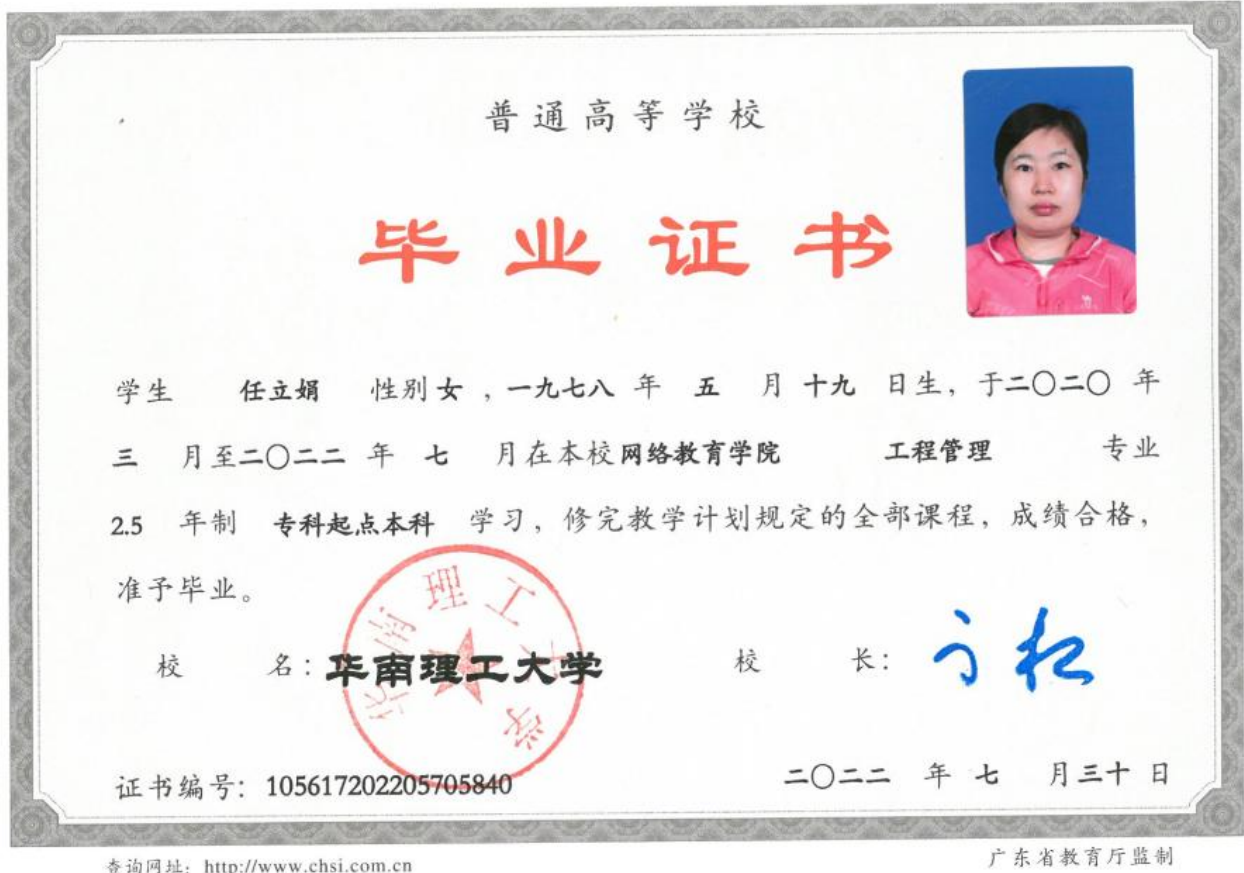 普通高等学校
毕业证书
学生 任立娟 性别 女 , 一九七八 年 五 月 十九 日生, 于二〇二〇 年
三 月至二〇二二 年 七 月在本校 网络教育学院 工程管理 专业
2.5 年制 专科起点本科 学习, 修完教学计划规定的全部课程, 成绩合格,
准予毕业。
华南理工大学
校 名: 华南理工大学 校 长:
证书编号: 105617202205705840 二〇二二 年 七 月三十 日
查询网址: http://www.chsi.com.cn 广东省教育厅监制